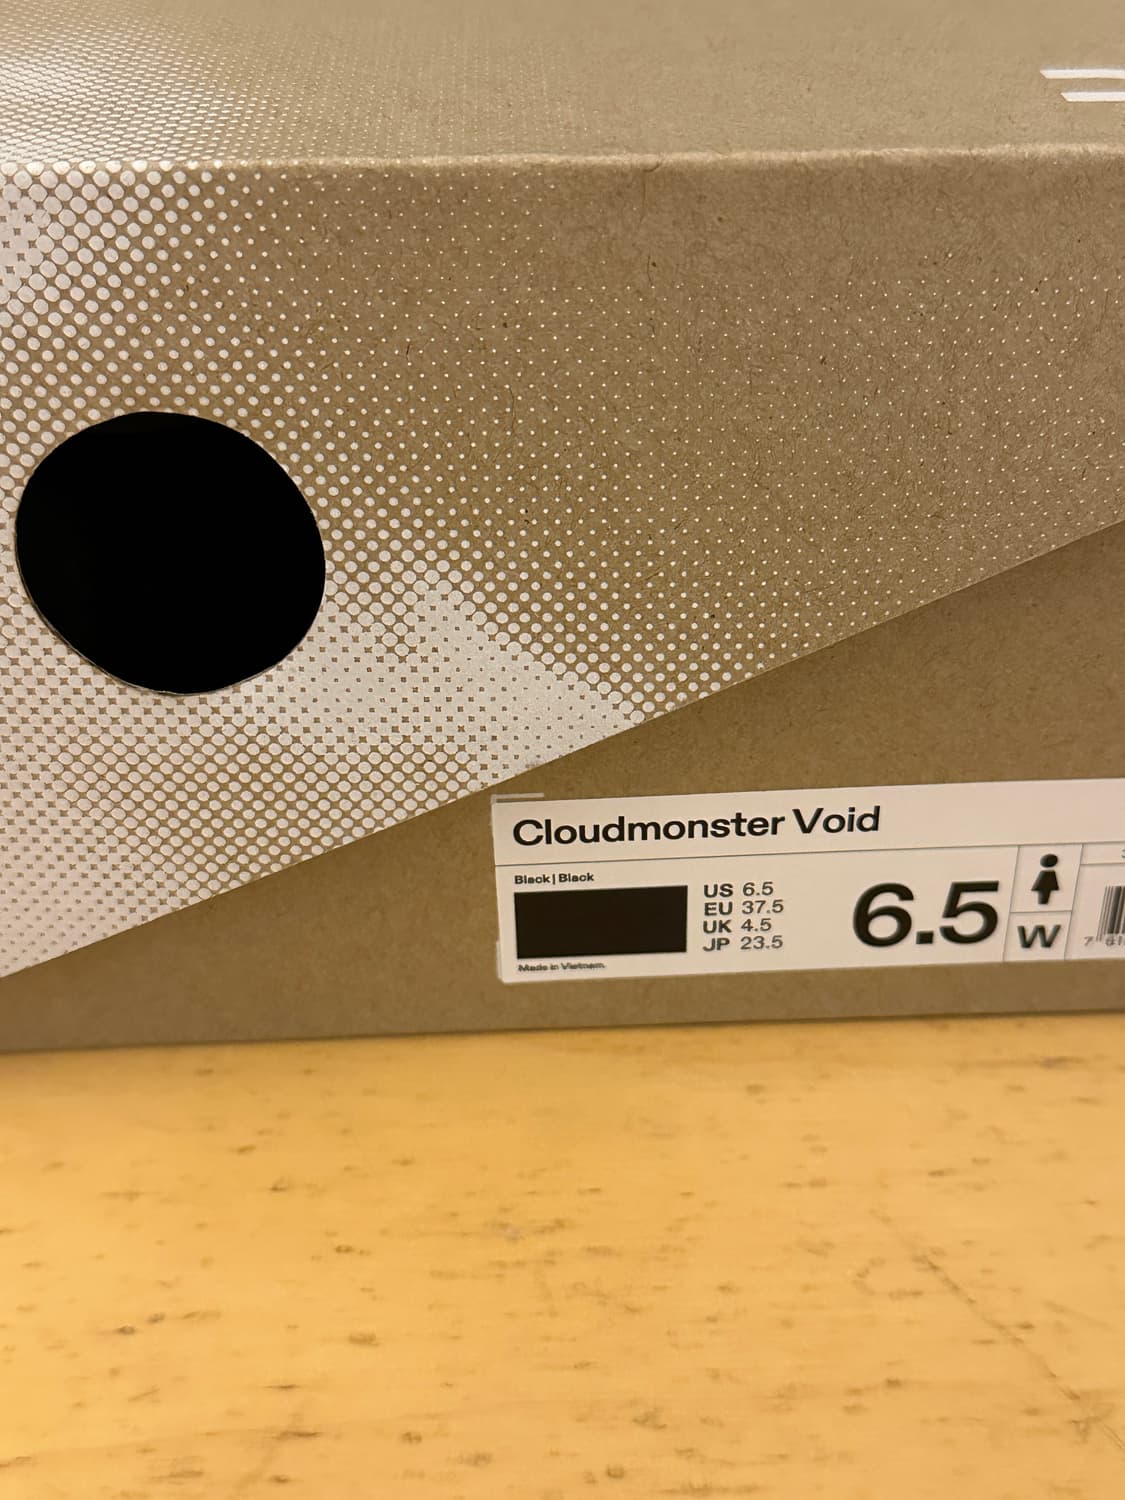 Cloudmonster Void
Black | Black
US 6.5
EU 37.5
UK 4.5
JP 23.5
6.5
W
Made in Vietnam